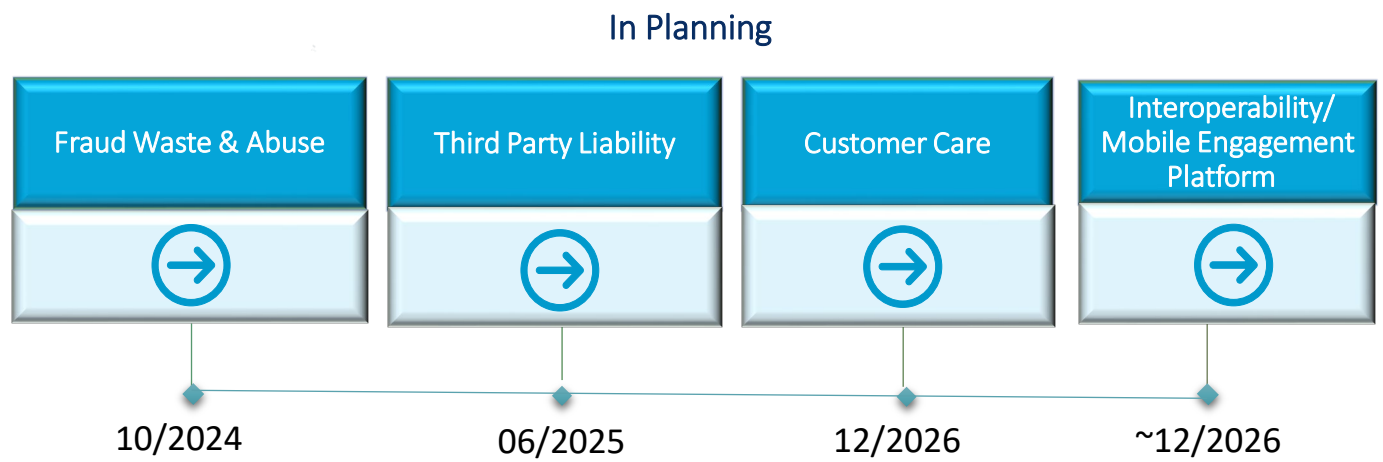 In Planning
Fraud Waste & Abuse
Third Party Liability
Customer Care
Interoperability/
Mobile Engagement
Platform
10/2024
06/2025
12/2026
~12/2026